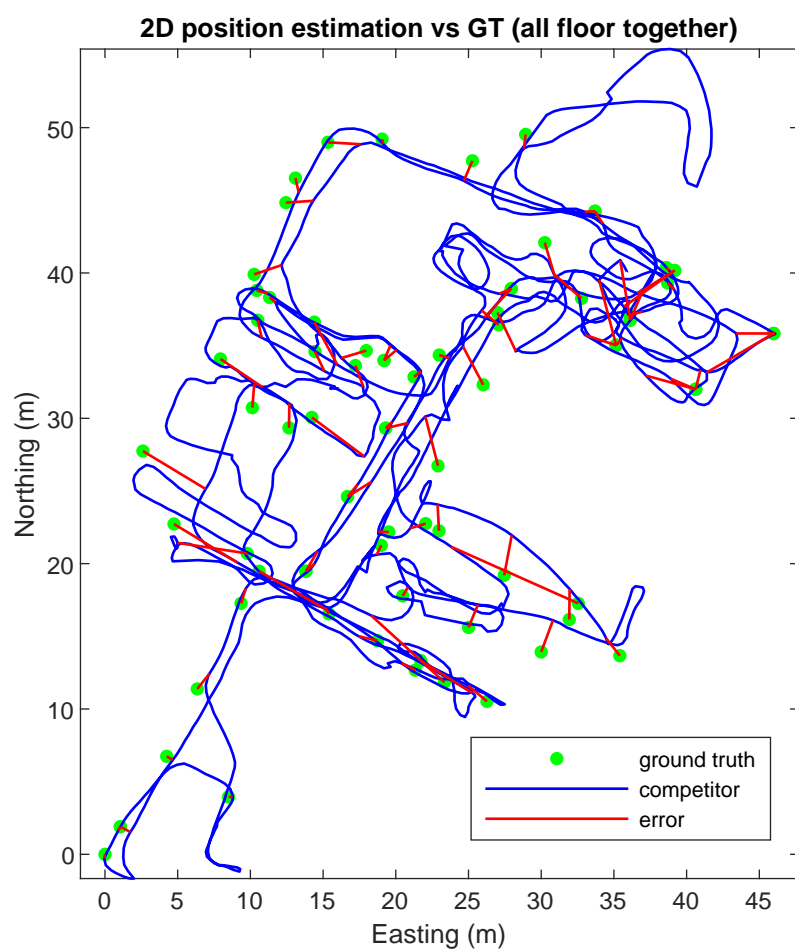 2D position estimation vs GT (all floor together)
50
40
30
20
10
0
Northing (m)
ground truth
competitor
error
0 5 10 15 20 25 30 35 40 45
Easting (m)